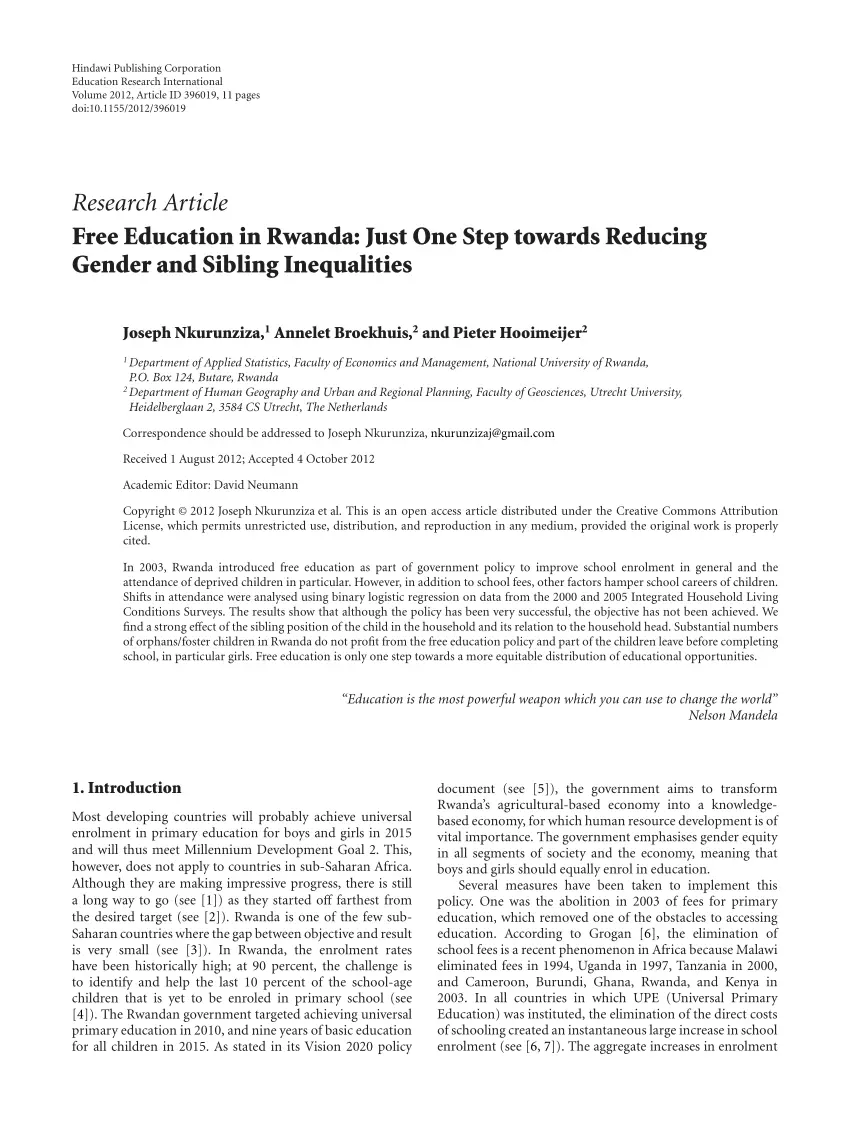 Hindawi Publishing Corporation
Education Research International
Volume 2012, Article ID 396019, 11 pages
doi:10.1155/2012/396019
Research Article
Free Education in Rwanda: Just One Step towards Reducing
Gender and Sibling Inequalities
Joseph Nkurunziza,1 Annelet Broekhuis,2 and Pieter Hooimeijer2
1 Department of Applied Statistics, Faculty of Economics and Management, National University of Rwanda,
P.O. Box 124, Butare, Rwanda
2 Department of Human Geography and Urban and Regional Planning, Faculty of Geosciences, Utrecht University,
Heidelberglaan 2, 3584 CS Utrecht, The Netherlands
Correspondence should be addressed to Joseph Nkurunziza, nkurunzizaj@gmail.com
Received 1 August 2012; Accepted 4 October 2012
Academic Editor: David Neumann
Copyright © 2012 Joseph Nkurunziza et al. This is an open access article distributed under the Creative Commons Attribution
License, which permits unrestricted use, distribution, and reproduction in any medium, provided the original work is properly
cited.
In 2003, Rwanda introduced free education as part of government policy to improve school enrolment in general and the
attendance of deprived children in particular. However, in addition to school fees, other factors hamper school careers of children.
Shifts in attendance were analysed using binary logistic regression on data from the 2000 and 2005 Integrated Household Living
Conditions Surveys. The results show that although the policy has been very successful, the objective has not been achieved. We
find a strong effect of the sibling position of the child in the household and its relation to the household head. Substantial numbers
of orphans/foster children in Rwanda do not profit from the free education policy and part of the children leave before completing
school, in particular girls. Free education is only one step towards a more equitable distribution of educational opportunities.
“Education is the most powerful weapon which you can use to change the world”
Nelson Mandela
1. Introduction
Most developing countries will probably achieve universal
enrolment in primary education for boys and girls in 2015
and will thus meet Millennium Development Goal 2. This,
however, does not apply to countries in sub-Saharan Africa.
Although they are making impressive progress, there is still
a long way to go (see [1]) as they started off farthest from
the desired target (see [2]). Rwanda is one of the few sub-
Saharan countries where the gap between objective and result
is very small (see [3]). In Rwanda, the enrolment rates
have been historically high; at 90 percent, the challenge is
to identify and help the last 10 percent of the school-age
children that is yet to be enroled in primary school (see
[4]). The Rwandan government targeted achieving universal
primary education in 2010, and nine years of basic education
for all children in 2015. As stated in its Vision 2020 policy
document (see [5]), the government aims to transform
Rwanda’s agricultural-based economy into a knowledge-
based economy, for which human resource development is of
vital importance. The government emphasises gender equity
in all segments of society and the economy, meaning that
boys and girls should equally enrol in education.
Several measures have been taken to implement this
policy. One was the abolition in 2003 of fees for primary
education, which removed one of the obstacles to accessing
education. According to Grogan [6], the elimination of
school fees is a recent phenomenon in Africa because Malawi
eliminated fees in 1994, Uganda in 1997, Tanzania in 2000,
and Cameroon, Burundi, Ghana, Rwanda, and Kenya in
2003. In all countries in which UPE (Universal Primary
Education) was instituted, the elimination of the direct costs
of schooling created an instantaneous large increase in school
enrolment (see [6, 7]). The aggregate increases in enrolment